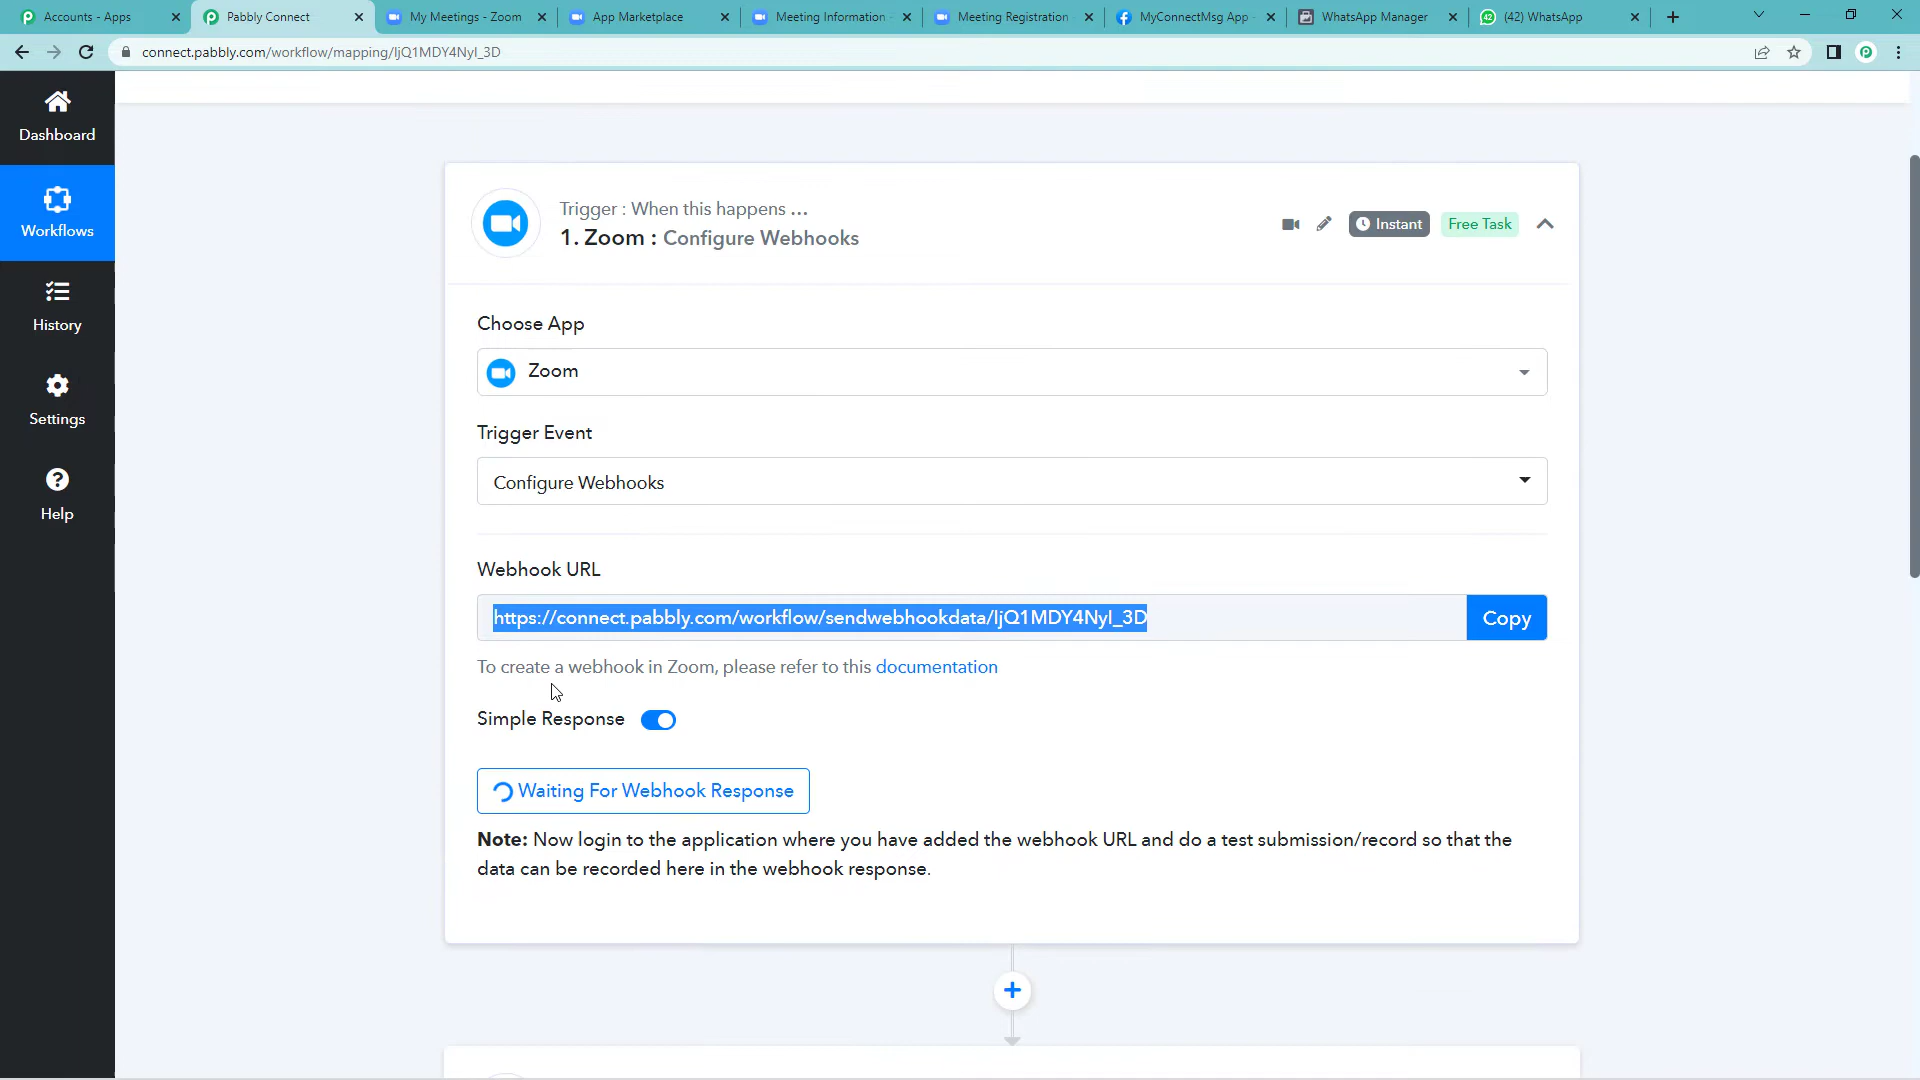 Accounts - Apps
Pabbly Connect
My Meetings - Zoom
App Marketplace
Meeting Information
Meeting Registration
MyConnectMsg App
WhatsApp Manager
42
(42) WhatsApp
connect.pabbly.com/workflow/mapping/IjQ1MDY4NyI_3D
Dashboard
Workflows
History
Settings
Help
Trigger : When this happens ...
1. Zoom : Configure Webhooks
Instant
Free Task
Choose App
Zoom
Trigger Event
Configure Webhooks
Webhook URL
https://connect.pabbly.com/workflow/sendwebhookdata/IjQ1MDY4NyI_3D
Copy
To create a webhook in Zoom, please refer to this documentation
Simple Response
Waiting For Webhook Response
Note: Now login to the application where you have added the webhook URL and do a test submission/record so that the
data can be recorded here in the webhook response.